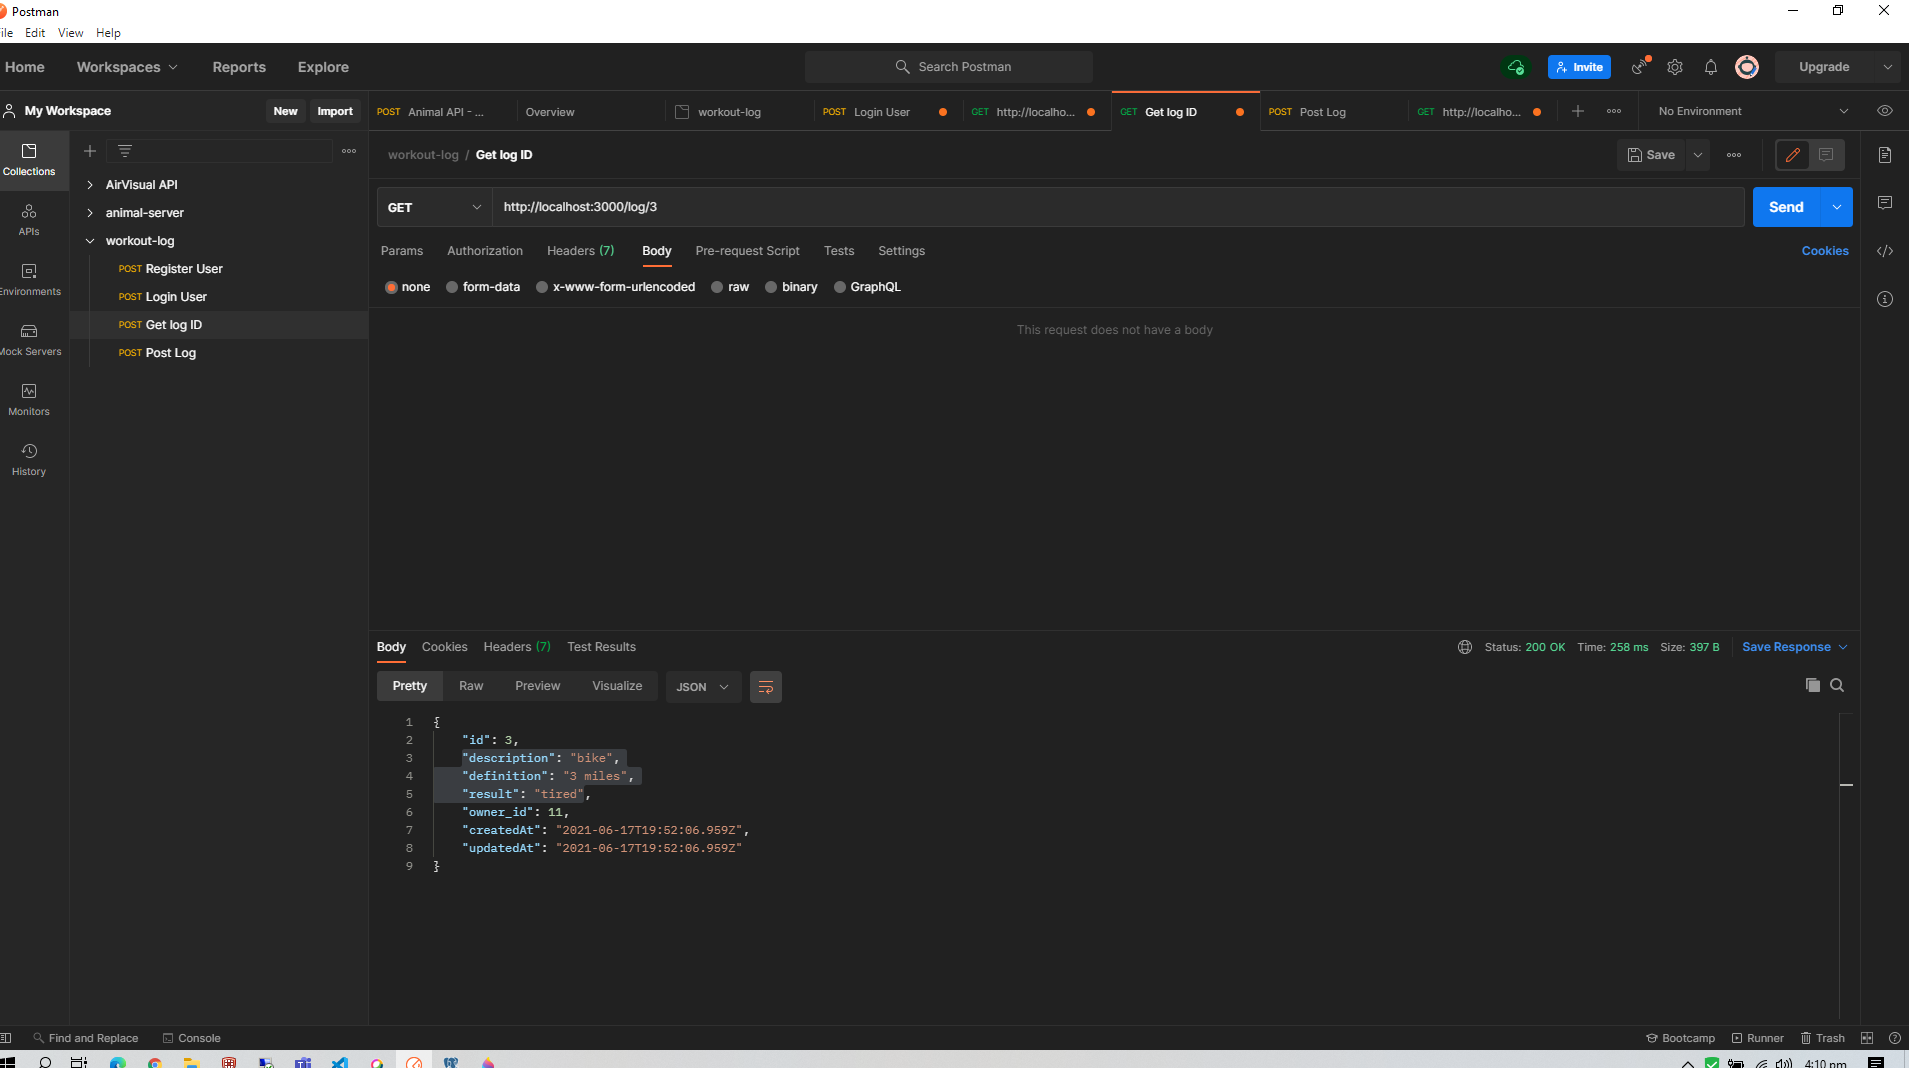 Postman
ile Edit View Help
Home Workspaces Reports Explore Search Postman Invite Upgrade
My Workspace New Import POST Animal API - ... Overview workout-log POST Login User GET http://localho... GET Get log ID POST Post Log GET http://localho... No Environment
workout-log / Get log ID Save
Collections
APIs
Environments
Mock Servers
Monitors
History
AirVisual API
animal-server
workout-log
POST Register User
POST Login User
POST Get log ID
POST Post Log
GET http://localhost:3000/log/3 Send
Params Authorization Headers (7) Body Pre-request Script Tests Settings Cookies
none form-data x-www-form-urlencoded raw binary GraphQL
This request does not have a body
Body Cookies Headers (7) Test Results Status: 200 OK Time: 258 ms Size: 397 B Save Response
Pretty Raw Preview Visualize JSON
1 {
2 "id": 3,
3 "description": "bike",
4 "definition": "3 miles",
5 "result": "tired",
6 "owner_id": 11,
7 "createdAt": "2021-06-17T19:52:06.959Z",
8 "updatedAt": "2021-06-17T19:52:06.959Z"
9 }
Find and Replace Console Bootcamp Runner Trash
4:10 pm